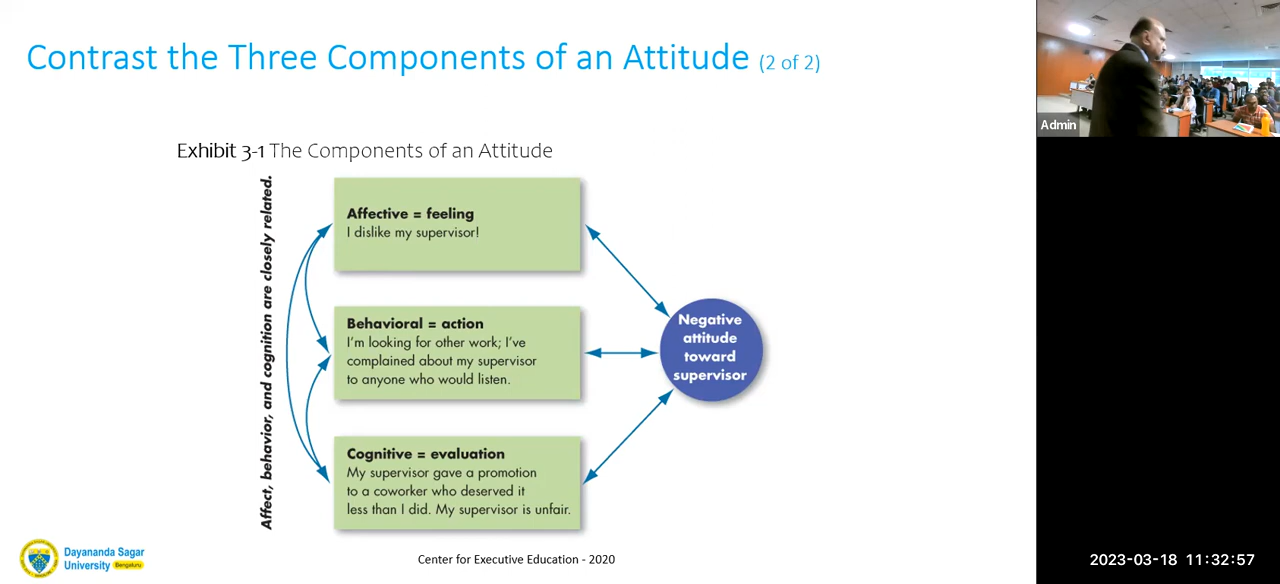 Contrast the Three Components of an Attitude (2 of 2)
Admin
Exhibit 3-1 The Components of an Attitude
Affect, behavior, and cognition are closely related.
Affective = feeling
I dislike my supervisor!
Behavioral = action
I'm looking for other work; I've
complained about my supervisor
to anyone who would listen.
Cognitive = evaluation
My supervisor gave a promotion
to a coworker who deserved it
less than I did. My supervisor is unfair.
Negative
attitude
toward
supervisor
Dayananda Sagar
University Bengaluru
Center for Executive Education - 2020
2023-03-18 11:32:57